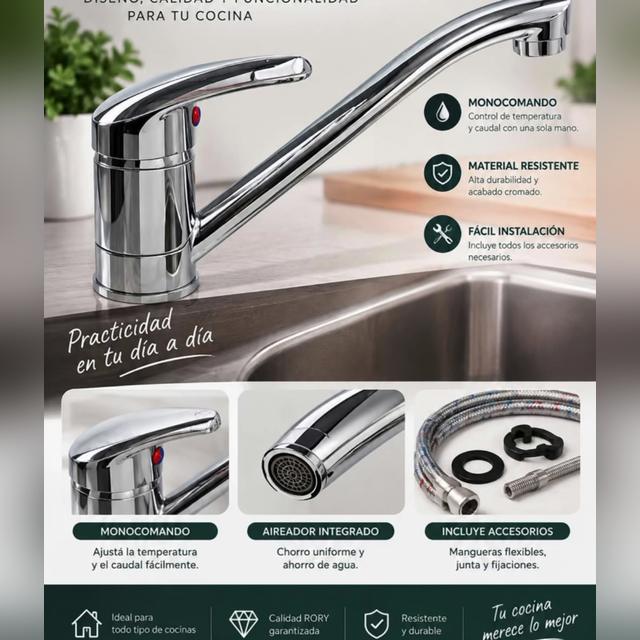 DISEÑO, CALIDAD Y FUNCIONALIDAD
PARA TU COCINA
MONOCOMANDO
Control de temperatura
y caudal con una sola mano.
MATERIAL RESISTENTE
Alta durabilidad y
acabado cromado.
FÁCIL INSTALACIÓN
Incluye todos los accesorios
necesarios.
Practicidad
en tu día a día
MONOCOMANDO
Ajustá la temperatura
y el caudal fácilmente.
AIREADOR INTEGRADO
Chorro uniforme y
ahorro de agua.
INCLUYE ACCESORIOS
Mangueras flexibles,
junta y fijaciones.
Ideal para
todo tipo de cocinas
Calidad RORY
garantizada
Resistente
y durable
Tu cocina
merece lo mejor